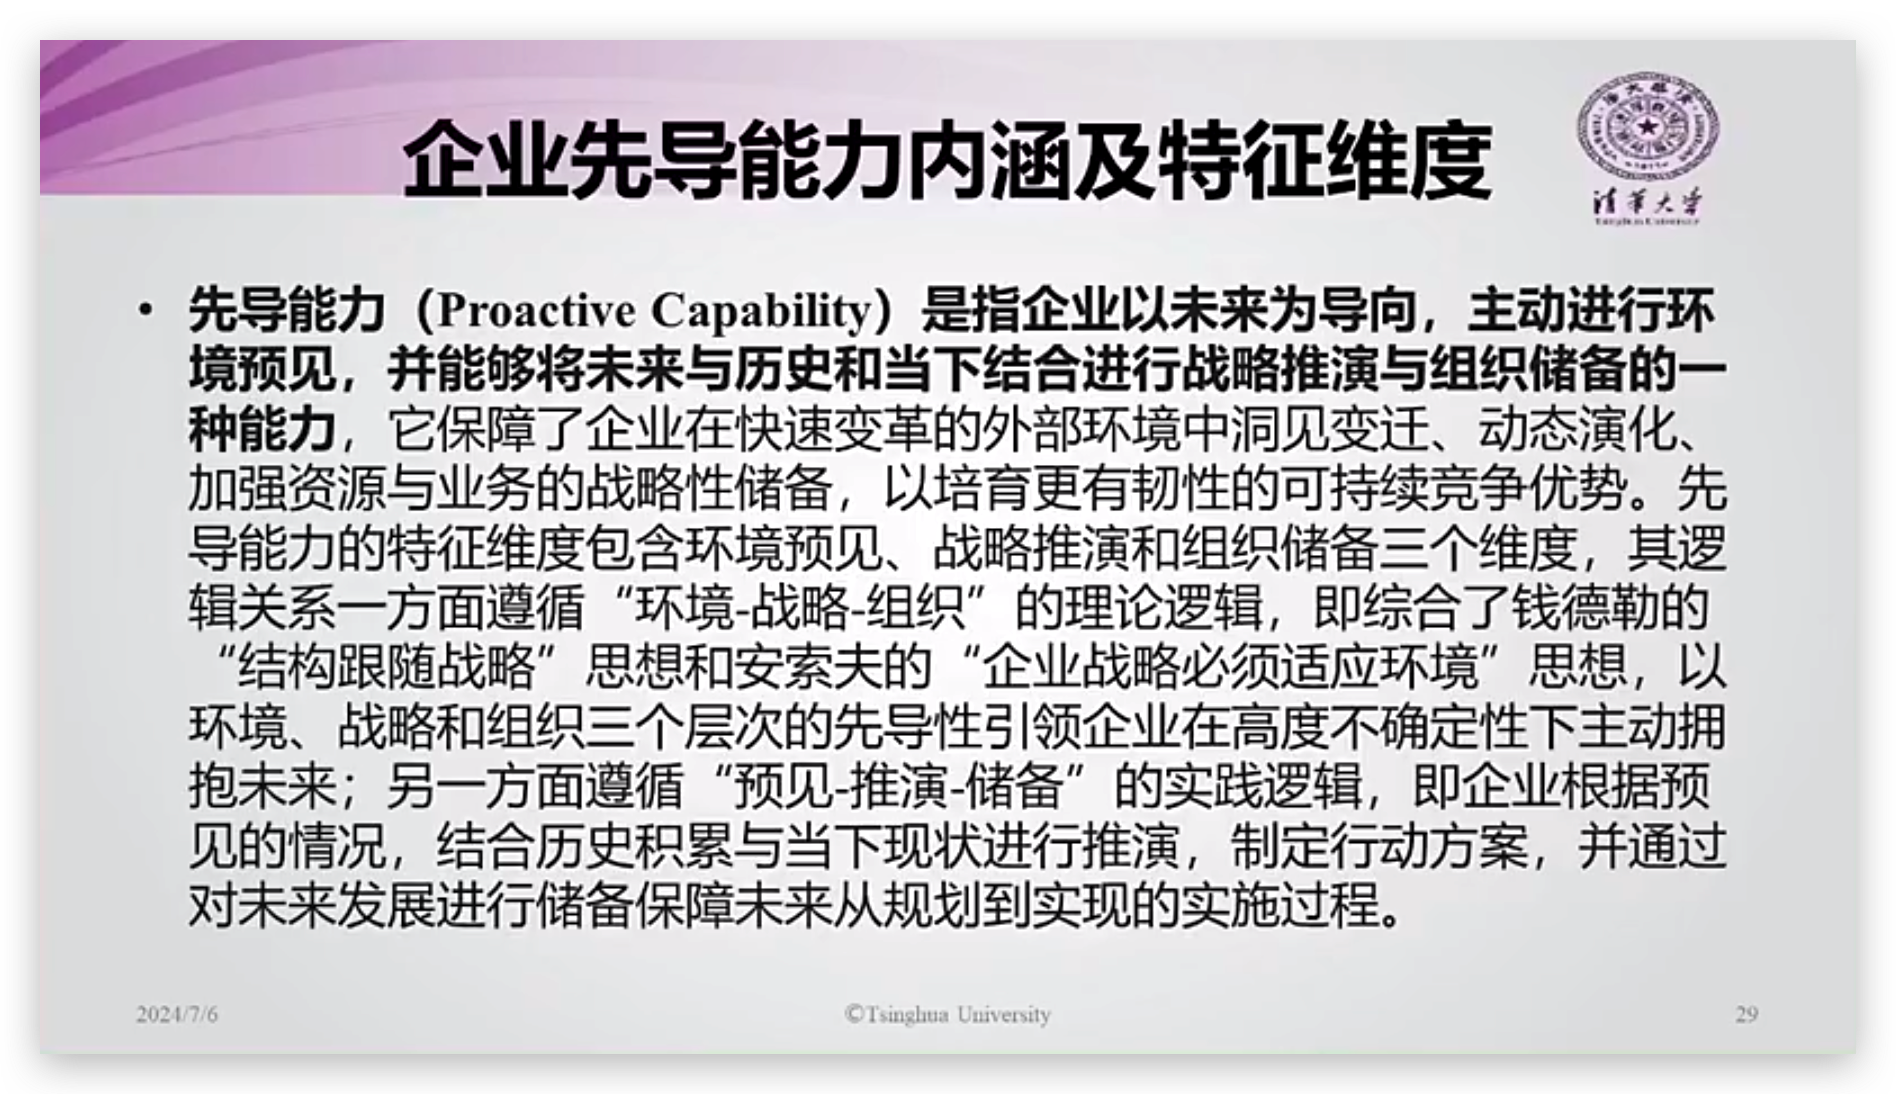 企业先导能力内涵及特征维度
清华大学
Tsinghua University
• 先导能力（Proactive Capability）是指企业以未来为导向，主动进行环
境预见，并能够将未来与历史和当下结合进行战略推演与组织储备的一
种能力，它保障了企业在快速变革的外部环境中洞见变迁、动态演化、
加强资源与业务的战略性储备，以培育更有韧性的可持续竞争优势。先
导能力的特征维度包含环境预见、战略推演和组织储备三个维度，其逻
辑关系一方面遵循“环境-战略-组织”的理论逻辑，即综合了钱德勒的
“结构跟随战略”思想和安索夫的“企业战略必须适应环境”思想，以
环境、战略和组织三个层次的先导性引领企业在高度不确定性下主动拥
抱未来；另一方面遵循“预见-推演-储备”的实践逻辑，即企业根据预
见的情况，结合历史积累与当下现状进行推演，制定行动方案，并通过
对未来发展进行储备保障未来从规划到实现的实施过程。
2024/7/6
©Tsinghua University
29